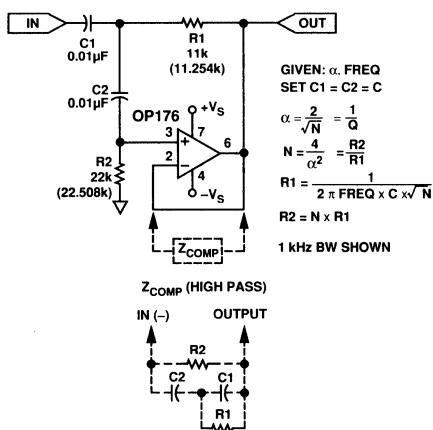 IN
C1
0.01µF
R1
11k
(11.254k)
OUT
C2
0.01µF
OP176
+VS
3
+
7
6
2
−
4
−VS
R2
22k
(22.508k)
ZCOMP
GIVEN: α, FREQ
SET C1 = C2 = C
α = 2/√N = 1/Q
N = 4/α² = R2/R1
R1 = 1/(2 π FREQ x C x √N)
R2 = N x R1
1 kHz BW SHOWN
ZCOMP (HIGH PASS)
IN (−) OUTPUT
R2
C2 C1
R1